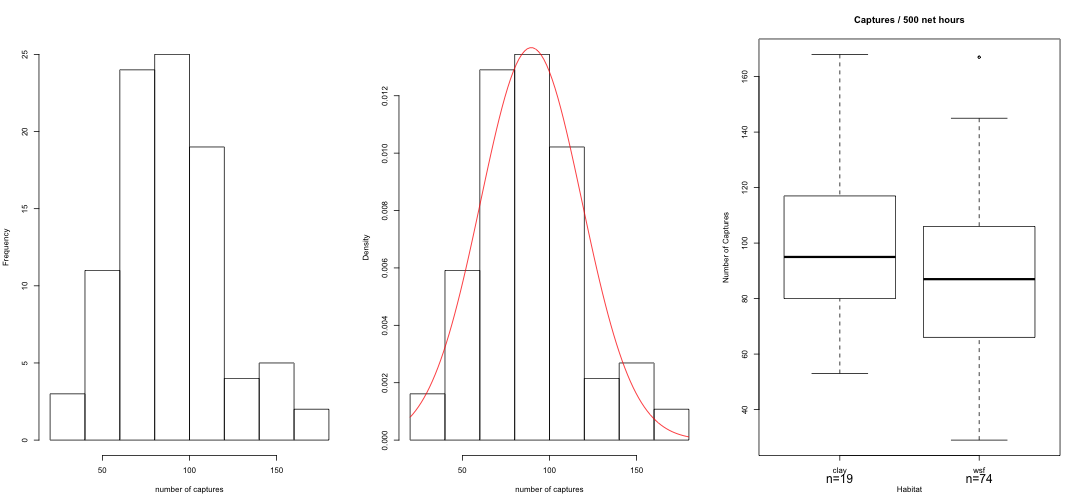 Frequency
0
5
10
15
20
25
50
100
150
number of captures
Density
0.000
0.002
0.004
0.006
0.008
0.010
0.012
50
100
150
number of captures
Captures / 500 net hours
Number of Captures
40
60
80
100
120
160
clay
wsf
n=19
n=74
Habitat